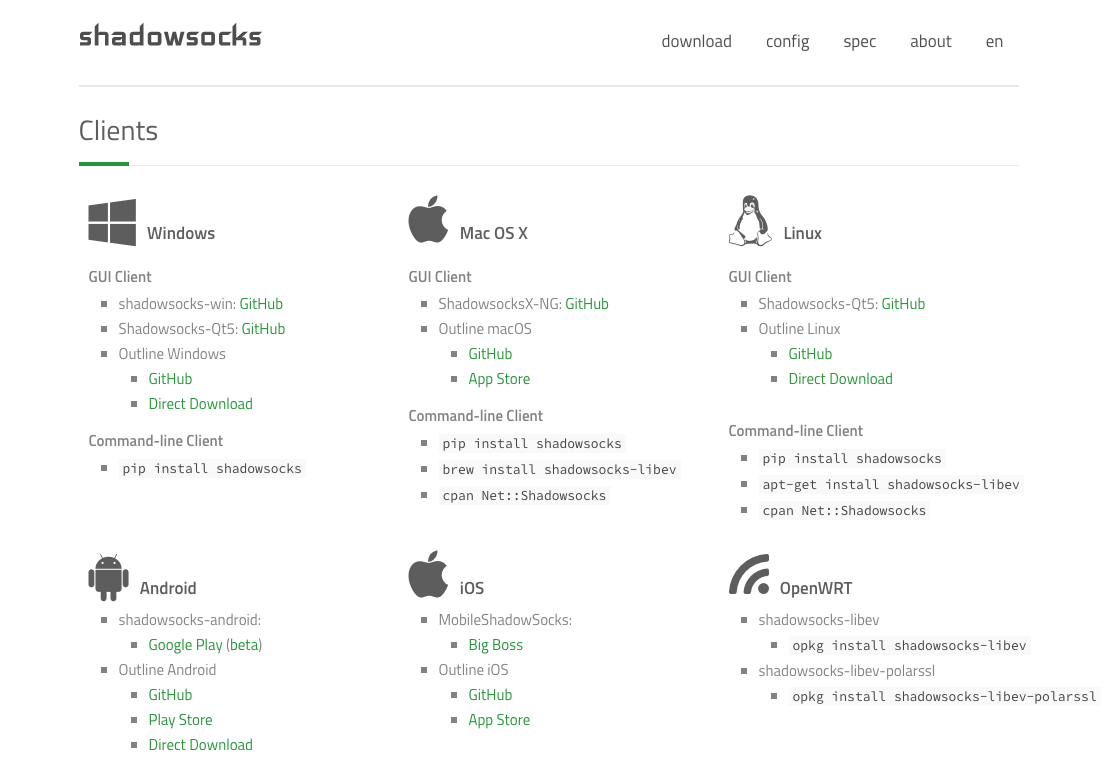 shadowsocks
download config spec about en
Clients
Windows
GUI Client
shadowsocks-win: GitHub
Shadowsocks-Qt5: GitHub
Outline Windows
GitHub
Direct Download
Command-line Client
pip install shadowsocks
Mac OS X
GUI Client
ShadowsocksX-NG: GitHub
Outline macOS
GitHub
App Store
Command-line Client
pip install shadowsocks
brew install shadowsocks-libev
cpan Net::Shadowsocks
Linux
GUI Client
Shadowsocks-Qt5: GitHub
Outline Linux
GitHub
Direct Download
Command-line Client
pip install shadowsocks
apt-get install shadowsocks-libev
cpan Net::Shadowsocks
Android
shadowsocks-android:
Google Play (beta)
Outline Android
GitHub
Play Store
Direct Download
iOS
MobileShadowSocks:
Big Boss
Outline iOS
GitHub
App Store
OpenWRT
shadowsocks-libev
opkg install shadowsocks-libev
shadowsocks-libev-polarssl
opkg install shadowsocks-libev-polarssl